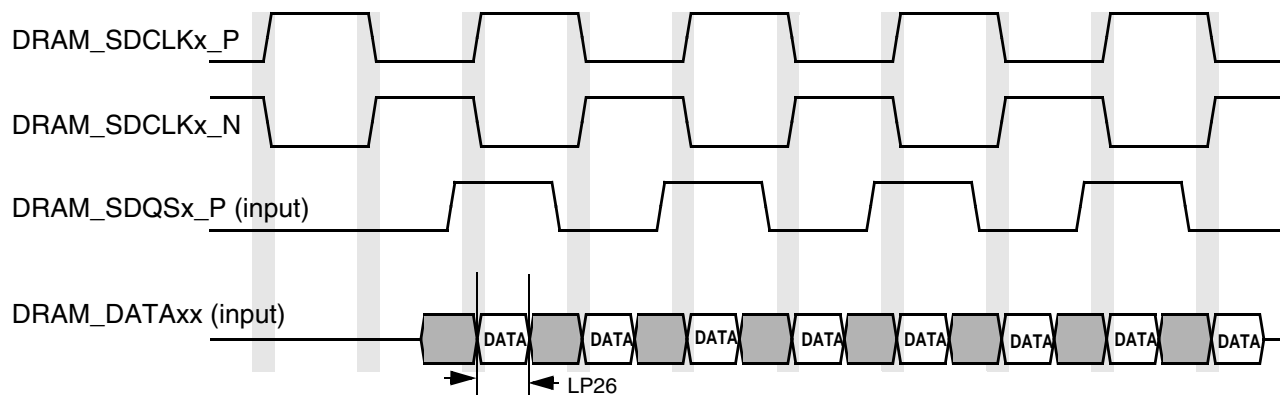 DRAM_SDCLKx_P
DRAM_SDCLKx_N
DRAM_SDQSx_P (input)
DRAM_DATAxx (input)
DATA DATA DATA DATA DATA DATA DATA DATA
LP26